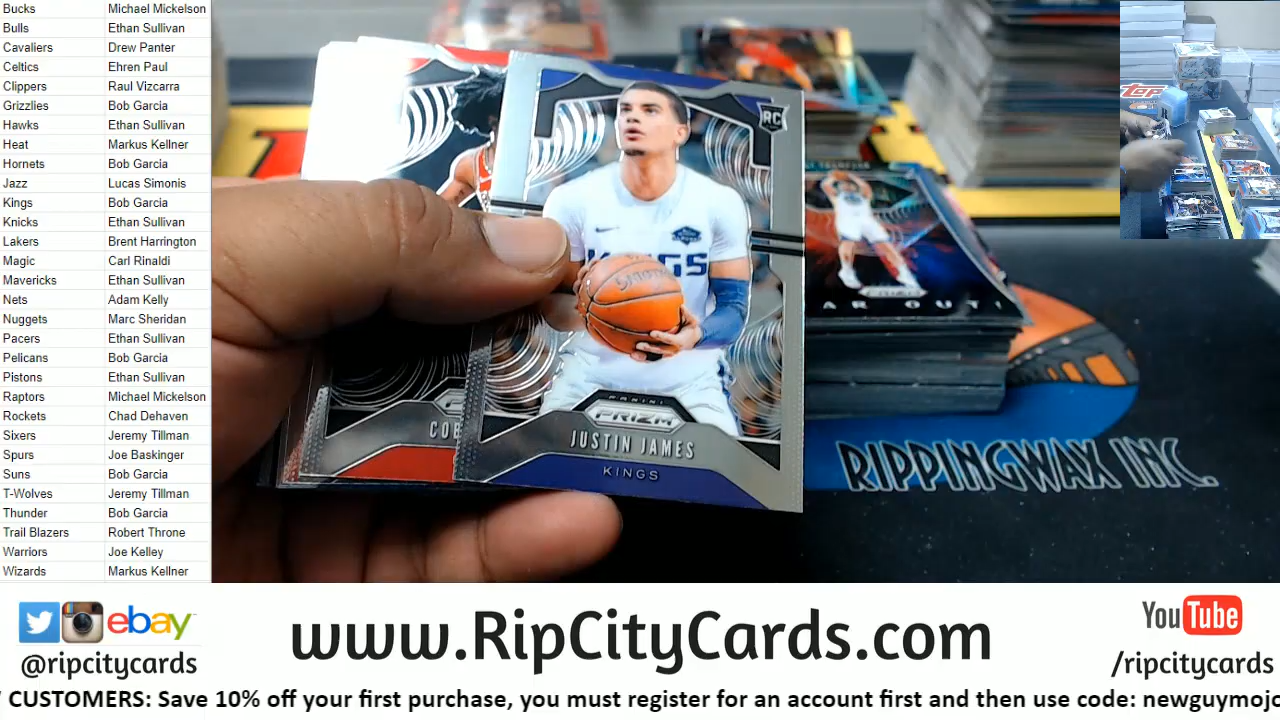 Bucks Michael Mickelson
Bulls Ethan Sullivan
Cavaliers Drew Panter
Celtics Ehren Paul
Clippers Raul Vizcarra
Grizzlies Bob Garcia
Hawks Ethan Sullivan
Heat Markus Kellner
Hornets Bob Garcia
Jazz Lucas Simonis
Kings Bob Garcia
Knicks Ethan Sullivan
Lakers Brent Harrington
Magic Carl Rinaldi
Mavericks Ethan Sullivan
Nets Adam Kelly
Nuggets Marc Sheridan
Pacers Ethan Sullivan
Pelicans Bob Garcia
Pistons Ethan Sullivan
Raptors Michael Mickelson
Rockets Chad Dehaven
Sixers Jeremy Tillman
Spurs Joe Baskinger
Suns Bob Garcia
T-Wolves Jeremy Tillman
Thunder Bob Garcia
Trail Blazers Robert Throne
Warriors Joe Kelley
Wizards Markus Kellner
RC
KINGS
PANINI
PRIZM
JUSTIN JAMES
KINGS
COB
AR OUT!
RIPPINGWAX INC.
TOP
ebay
@ripcitycards
www.RipCityCards.com
YouTube
/ripcitycards
CUSTOMERS: Save 10% off your first purchase, you must register for an account first and then use code: newguymojo